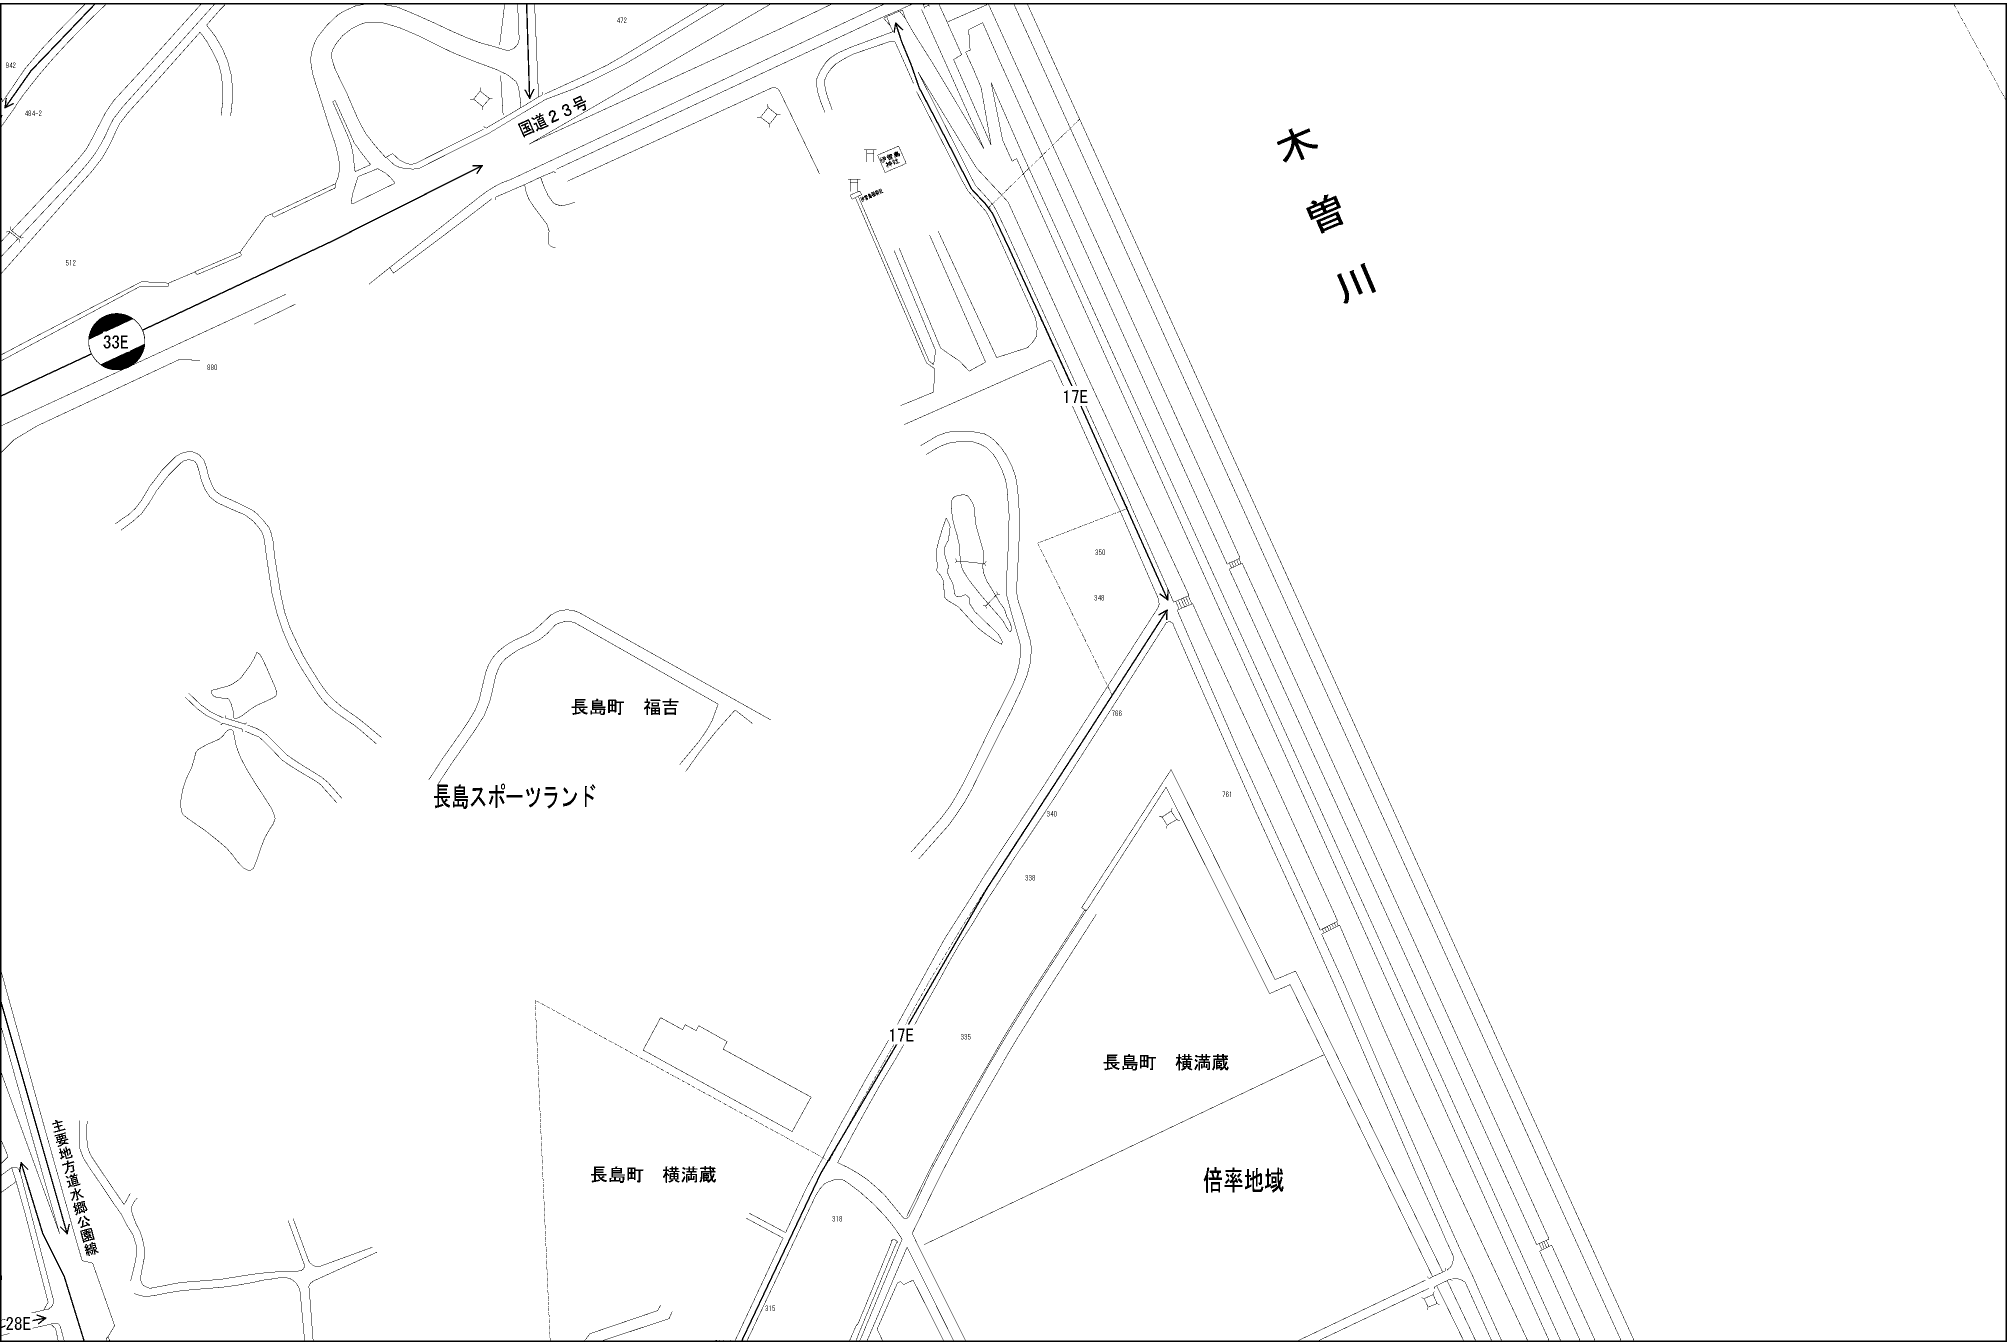 472
942
484-2
国道２３号
木曽川
512
33E
880
17E
350
348
長島町　福吉
766
長島スポーツランド
761
340
338
17E
335
長島町　横満蔵
主要地方道水郷公園線
長島町　横満蔵
倍率地域
318
315
28E